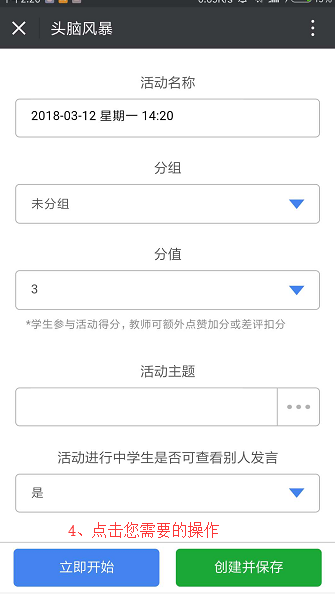 头脑风暴
活动名称
2018-03-12 星期一 14:20
分组
未分组
分值
3
*学生参与活动得分，教师可额外点赞加分或差评扣分
活动主题
活动进行中学生是否可查看别人发言
是
4、点击您需要的操作
立即开始
创建并保存